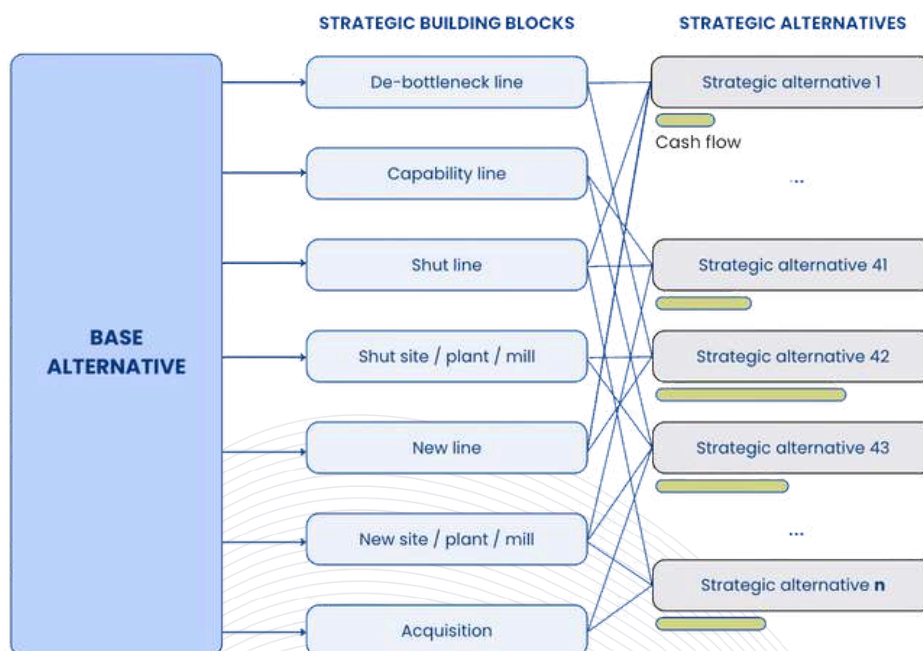 STRATEGIC BUILDING BLOCKS
STRATEGIC ALTERNATIVES
BASE
ALTERNATIVE
De-bottleneck line
Capability line
Shut line
Shut site / plant / mill
New line
New site / plant / mill
Acquisition
Strategic alternative 1
Cash flow
...
Strategic alternative 41
Strategic alternative 42
Strategic alternative 43
...
Strategic alternative n